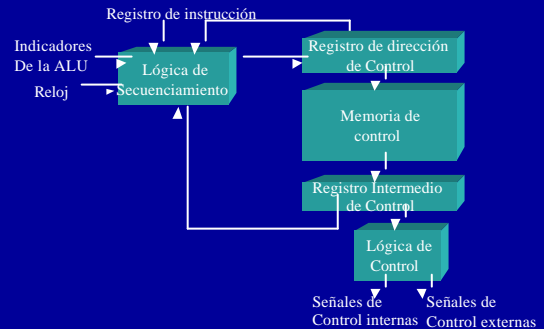 Registro de instrucción
Indicadores
De la ALU
Reloj
Lógica de
Secuenciamiento
Registro de dirección
de Control
Memoria de
control
Registro Intermedio
de Control
Lógica de
Control
Señales de
Control internas
Señales de
Control externas